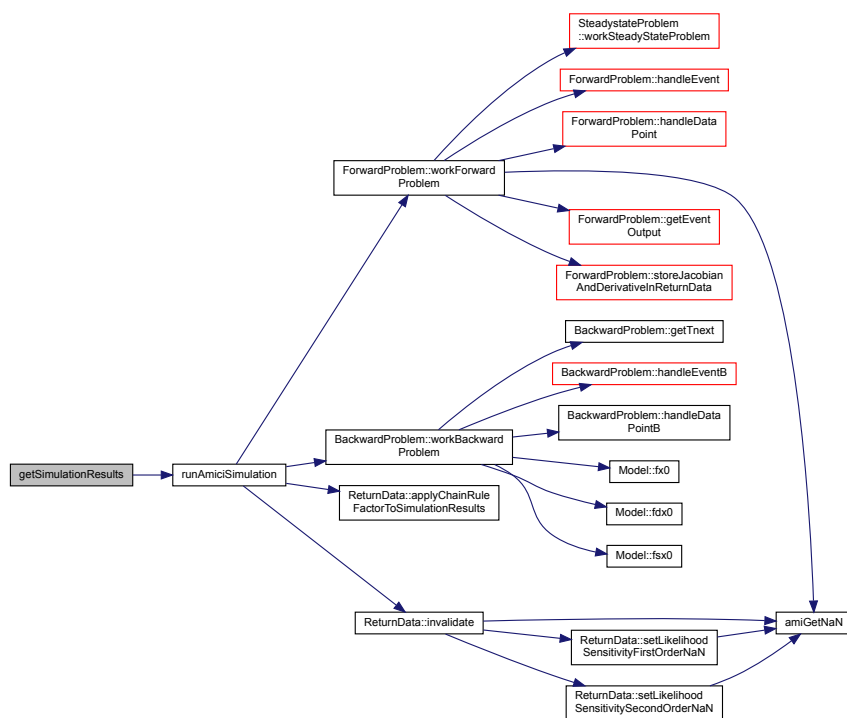 SteadystateProblem
::workSteadyStateProblem
ForwardProblem::handleEvent
ForwardProblem::handleData
Point
ForwardProblem::workForward
Problem
ForwardProblem::getEvent
Output
ForwardProblem::storeJacobian
AndDerivativeInReturnData
BackwardProblem::getTnext
BackwardProblem::handleEventB
BackwardProblem::handleData
PointB
BackwardProblem::workBackward
Problem
getSimulationResults
runAmiciSimulation
Model::fx0
ReturnData::applyChainRule
FactorToSimulationResults
Model::fdx0
Model::fsx0
ReturnData::invalidate
amiGetNaN
ReturnData::setLikelihood
SensitivityFirstOrderNaN
ReturnData::setLikelihood
SensitivitySecondOrderNaN